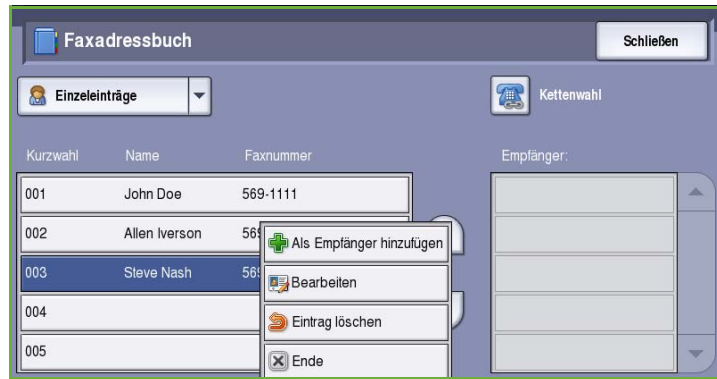 Faxadressbuch
Schließen
Einzeleinträge
Kettenwahl
Kurzwahl Name Faxnummer
Empfänger:
001 John Doe 569-1111
002 Allen Iverson
003 Steve Nash
004
005
Als Empfänger hinzufügen
Bearbeiten
Eintrag löschen
Ende